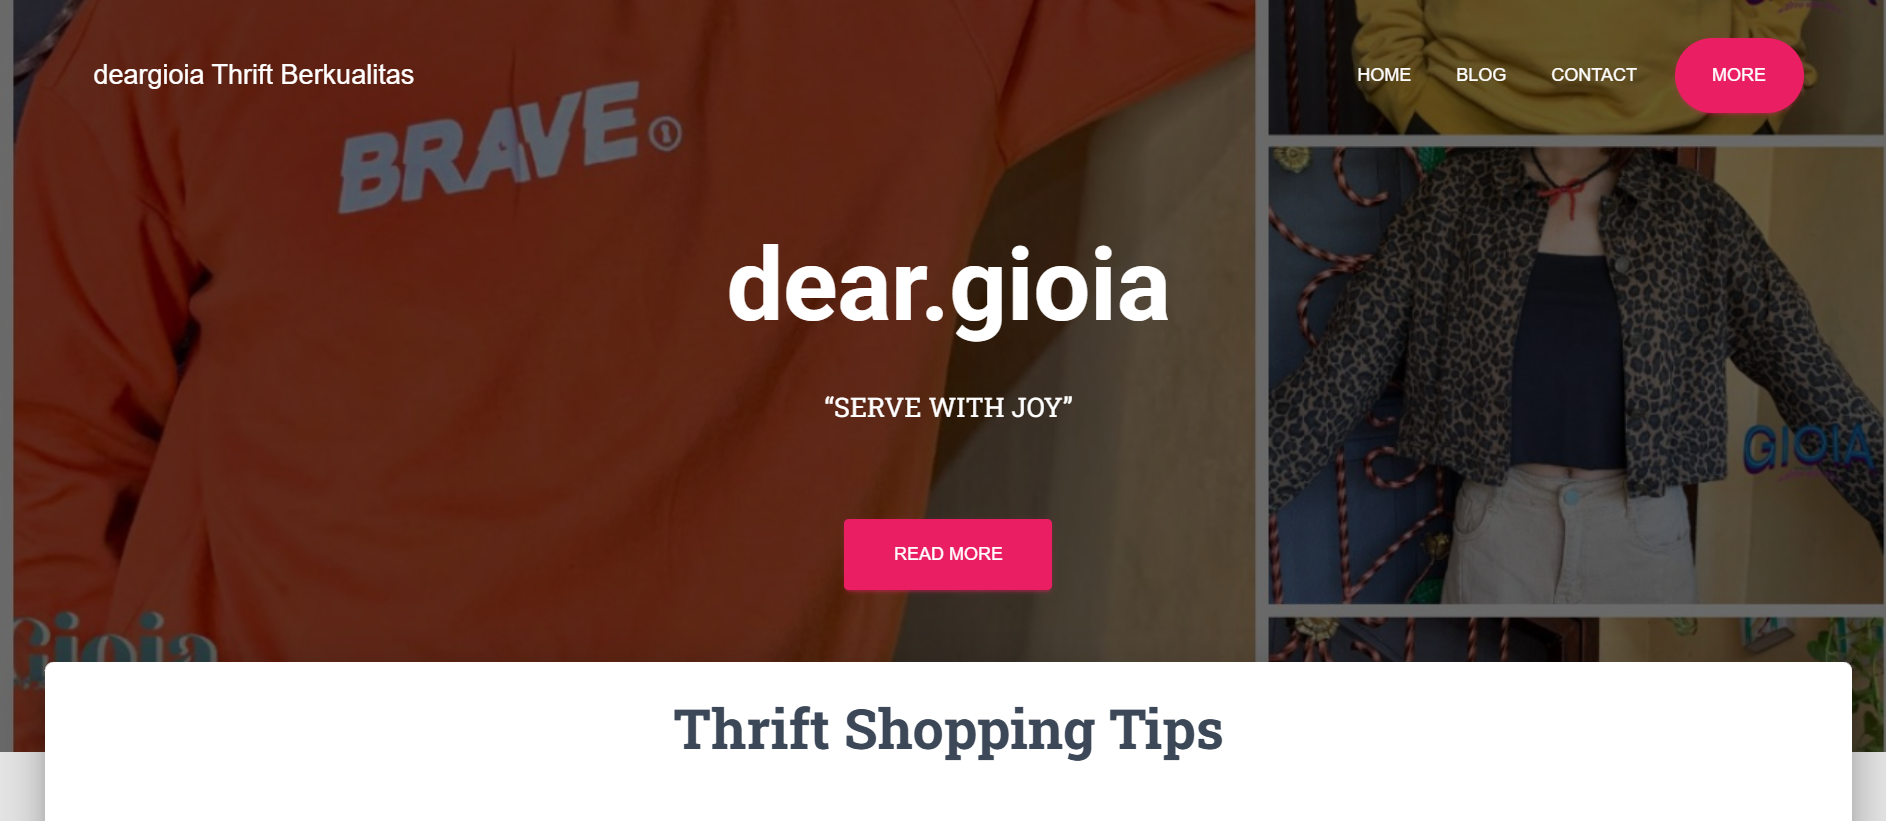 deargioia Thrift Berkualitas
HOME BLOG CONTACT MORE
BRAVE
dear.gioia
“SERVE WITH JOY”
GIOIA
READ MORE
Gioia
Thrift Shopping Tips